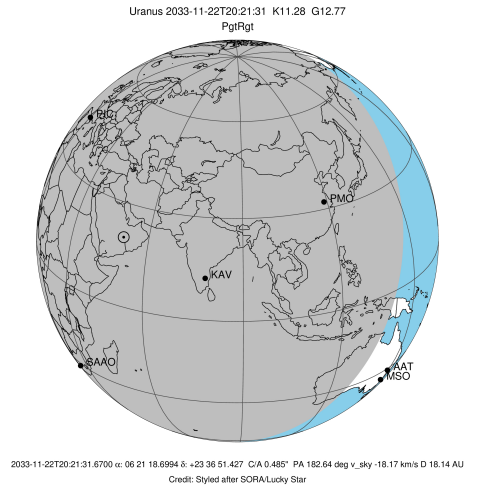 Uranus 2033-11-22T20:21:31 K11.28 G12.77
PgtRgt
PIC
PMO
KAV
SAAO
AAT
MSO
2033-11-22T20:21:31.6700 α: 06 21 18.6994 δ: +23 36 51.427 C/A 0.485" PA 182.64 deg v_sky -18.17 km/s D 18.14 AU
Credit: Styled after SORA/Lucky Star